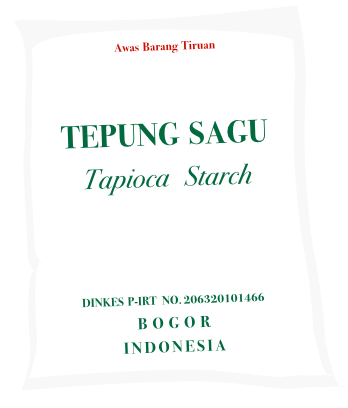 Awas Barang Tiruan
TEPUNG SAGU
Tapioca Starch
DINKES P-IRT NO. 206320101466
BOGOR
INDONESIA